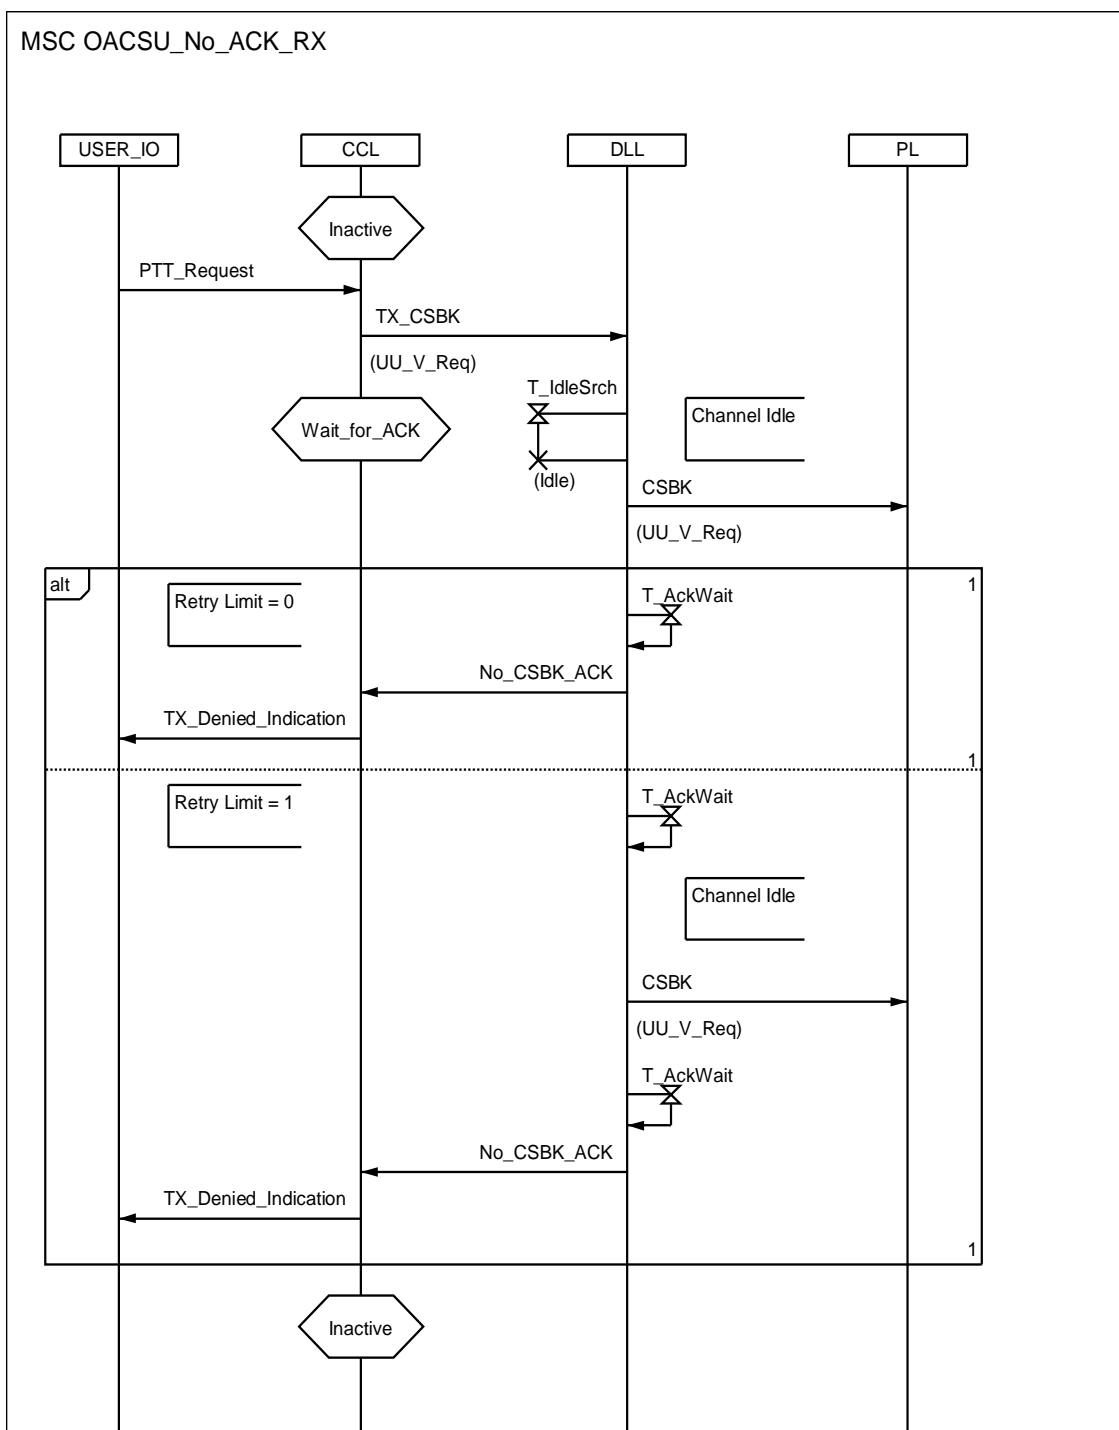 MSC OACSU_No_ACK_RX
USER_IO
CCL
DLL
PL
Inactive
PTT_Request
TX_CSBK
(UU_V_Req)
T_IdleSrch
Channel Idle
Wait_for_ACK
(Idle)
CSBK
(UU_V_Req)
alt
1
Retry Limit = 0
T_AckWait
No_CSBK_ACK
TX_Denied_Indication
1
Retry Limit = 1
T_AckWait
Channel Idle
CSBK
(UU_V_Req)
T_AckWait
No_CSBK_ACK
TX_Denied_Indication
1
Inactive